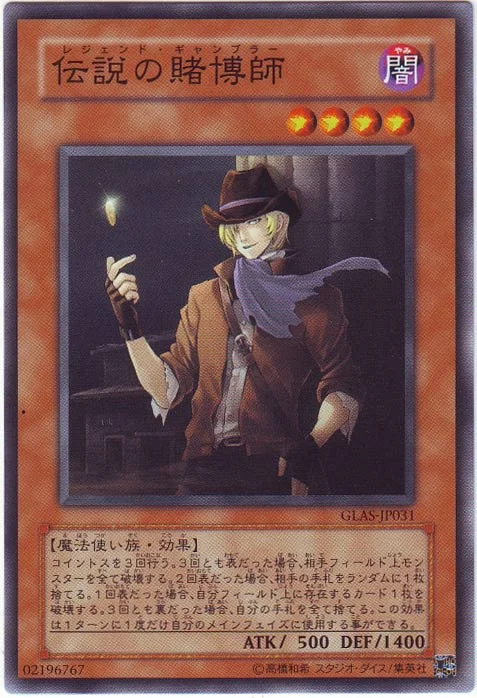 レジェンド・ギャンブラー
伝説の賭博師
やみ
闇
GLAS-JP031
【魔法使い族・効果】
コイントスを３回行う。３回とも表だった場合、相手フィールド上モン
スターを全て破壊する。２回表だった場合、相手の手札をランダムに１枚
捨てる。１回表だった場合、自分フィールド上に存在するカード１枚を
破壊する。３回とも裏だった場合、自分の手札を全て捨てる。この効果
は１ターンに１度だけ自分のメインフェイズに使用する事ができる。
ATK/ 500 DEF/1400
02196767
©高橋和希 スタジオ・ダイス/集英社